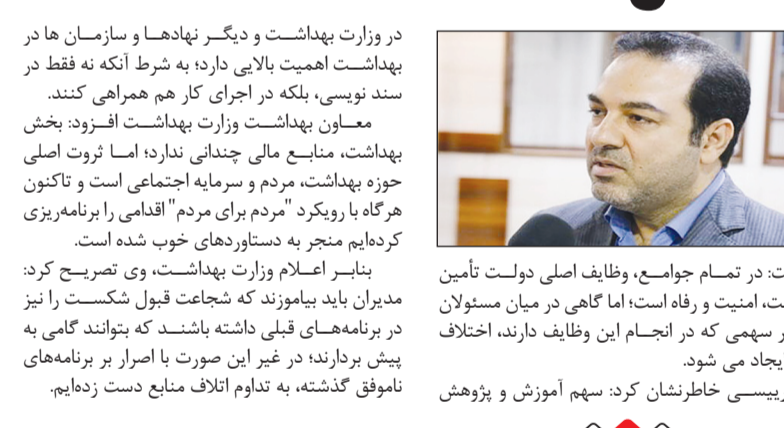 ت: در تمام جوامع، وظایف اصلی دولت تأمین
ت، امنیت و رفاه است؛ اما گاهی در میان مسئولان
ر سهمی که در انجام این وظایف دارند، اختلاف
یجاد می شود.
رییسی خاطرنشان کرد: سهم آموزش و پژوهش
در وزارت بهداشت و دیگر نهادها و سازمان ها در
بهداشت اهمیت بالایی دارد؛ به شرط آنکه نه فقط در
سند نویسی، بلکه در اجرای کار هم همراهی کنند.
معاون بهداشت وزارت بهداشت افزود: بخش
بهداشت، منابع مالی چندانی ندارد؛ اما ثروت اصلی
حوزه بهداشت، مردم و سرمایه اجتماعی است و تاکنون
هرگاه با رویکرد "مردم برای مردم" اقدامی را برنامه‌ریزی
کرده‌ایم منجر به دستاوردهای خوب شده است.
بنابر اعلام وزارت بهداشت، وی تصریح کرد:
مدیران باید بیاموزند که شجاعت قبول شکست را نیز
در برنامه‌های قبلی داشته باشند که بتوانند گامی به
پیش بردارند؛ در غیر این صورت با اصرار بر برنامه‌های
ناموفق گذشته، به تداوم اتلاف منابع دست زده‌ایم.